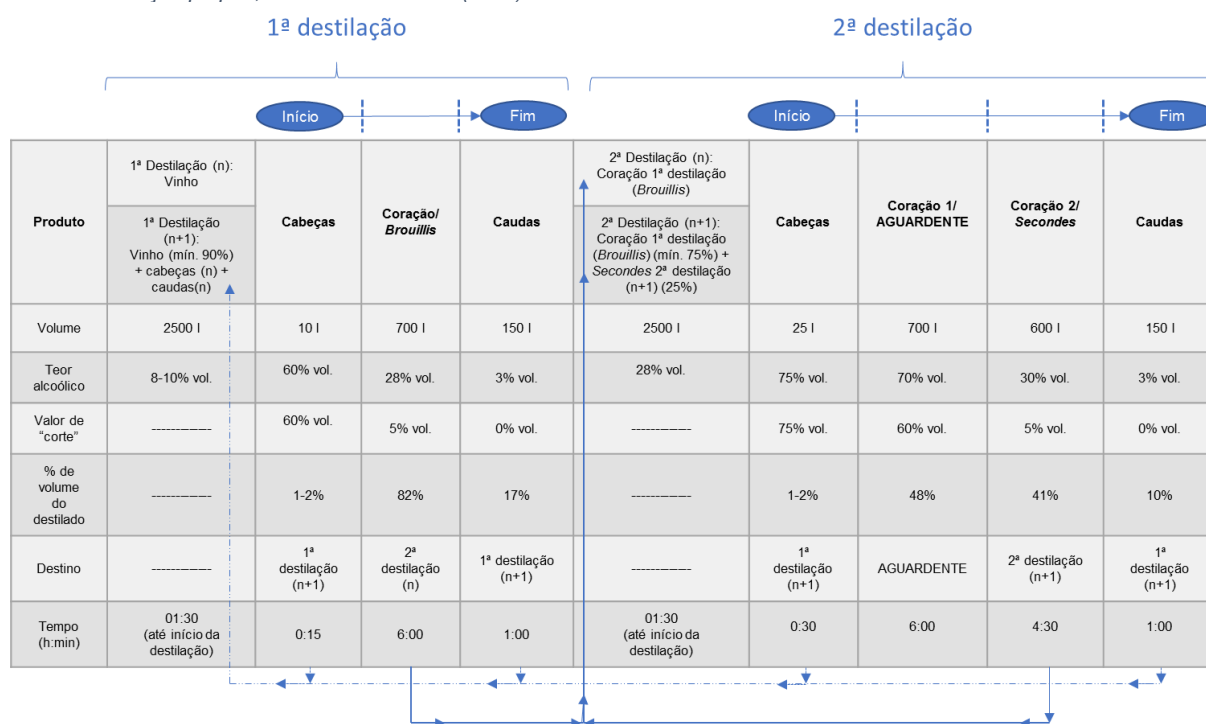 1ª destilação
2ª destilação
Início
Fim
Início
Fim
Produto
1ª Destilação (n):
Vinho
1ª Destilação
(n+1):
Vinho (mín. 90%)
+ cabeças (n) +
caudas(n)
Cabeças
Coração/
Brouillis
Caudas
2ª Destilação (n):
Coração 1ª destilação
(Brouillis)
2ª Destilação (n+1):
Coração 1ª destilação
(Brouillis) (mín. 75%) +
Secondes 2ª destilação
(n+1) (25%)
Cabeças
Coração 1/
AGUARDENTE
Coração 2/
Secondes
Caudas
Volume
2500 l
10 l
700 l
150 l
2500 l
25 l
700 l
600 l
150 l
Teor
alcoólico
8-10% vol.
60% vol.
28% vol.
3% vol.
28% vol.
75% vol.
70% vol.
30% vol.
3% vol.
Valor de
“corte”
--------------
60% vol.
5% vol.
0% vol.
--------------
75% vol.
60% vol.
5% vol.
0% vol.
% de
volume
do
destilado
--------------
1-2%
82%
17%
--------------
1-2%
48%
41%
10%
Destino
--------------
1ª
destilação
(n+1)
2ª
destilação
(n)
1ª destilação
(n+1)
--------------
1ª
destilação
(n+1)
AGUARDENTE
2ª destilação
(n+1)
1ª
destilação
(n+1)
Tempo
(h:min)
01:30
(até início da
destilação)
0:15
6:00
1:00
01:30
(até início da
destilação)
0:30
6:00
4:30
1:00